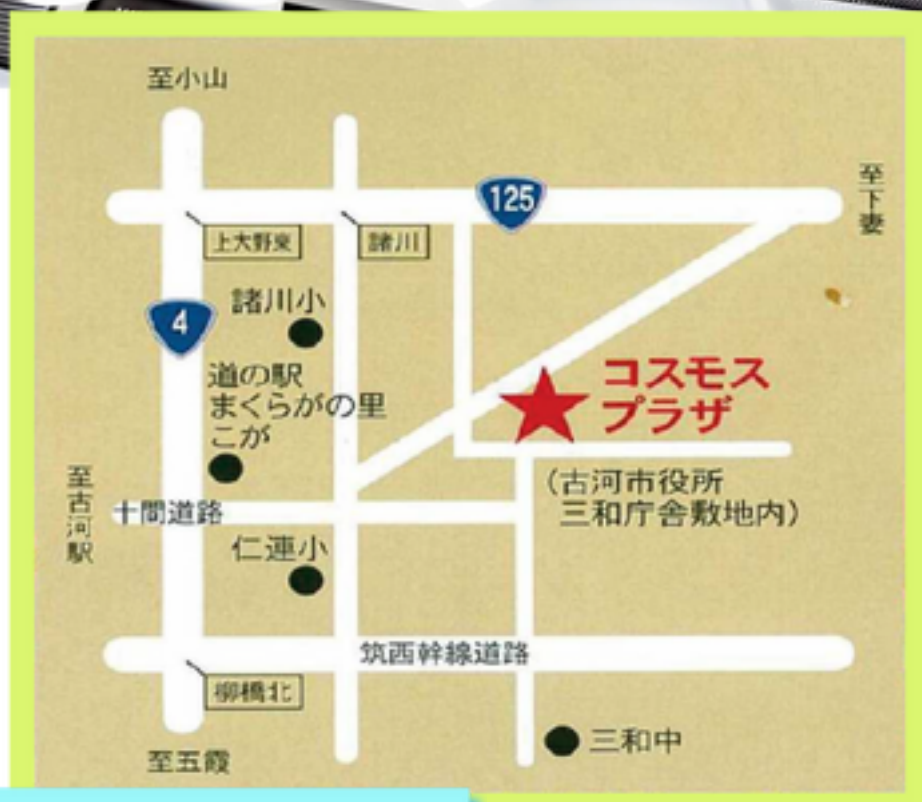 至小山
125
至下妻
上大野東
諸川
4
諸川小
道の駅
まくらがの里
こが
コスモス
プラザ
(古河市役所
三和庁舎敷地内)
至古河駅
十間道路
仁連小
筑西幹線道路
柳橋北
三和中
至五霞